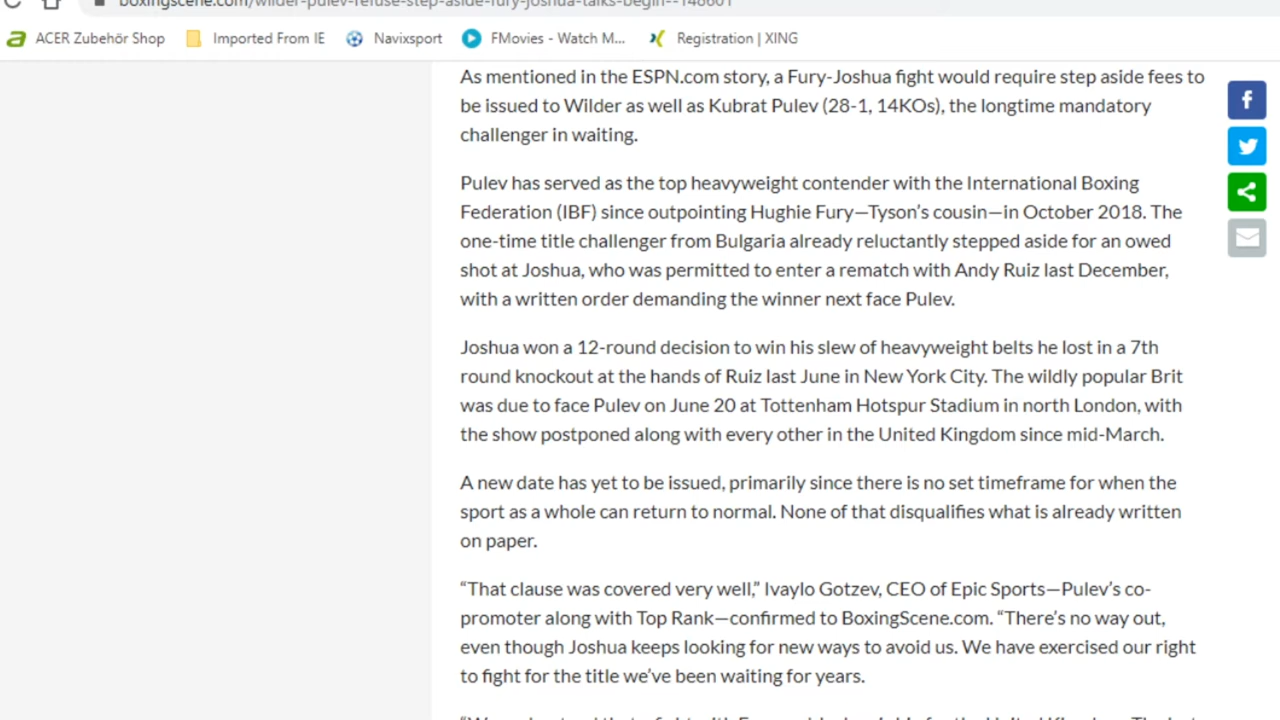 boxingscene.com/wilder-pulev-refuse-step-aside-fury-joshua-talks-begin--148601
ACER Zubehör Shop Imported From IE Navixsport FMovies - Watch M... Registration | XING
As mentioned in the ESPN.com story, a Fury-Joshua fight would require step aside fees to
be issued to Wilder as well as Kubrat Pulev (28-1, 14KOs), the longtime mandatory
challenger in waiting.
Pulev has served as the top heavyweight contender with the International Boxing
Federation (IBF) since outpointing Hughie Fury—Tyson’s cousin—in October 2018. The
one-time title challenger from Bulgaria already reluctantly stepped aside for an owed
shot at Joshua, who was permitted to enter a rematch with Andy Ruiz last December,
with a written order demanding the winner next face Pulev.
Joshua won a 12-round decision to win his slew of heavyweight belts he lost in a 7th
round knockout at the hands of Ruiz last June in New York City. The wildly popular Brit
was due to face Pulev on June 20 at Tottenham Hotspur Stadium in north London, with
the show postponed along with every other in the United Kingdom since mid-March.
A new date has yet to be issued, primarily since there is no set timeframe for when the
sport as a whole can return to normal. None of that disqualifies what is already written
on paper.
“That clause was covered very well,” Ivaylo Gotzev, CEO of Epic Sports—Pulev’s co-
promoter along with Top Rank—confirmed to BoxingScene.com. “There’s no way out,
even though Joshua keeps looking for new ways to avoid us. We have exercised our right
to fight for the title we’ve been waiting for years.